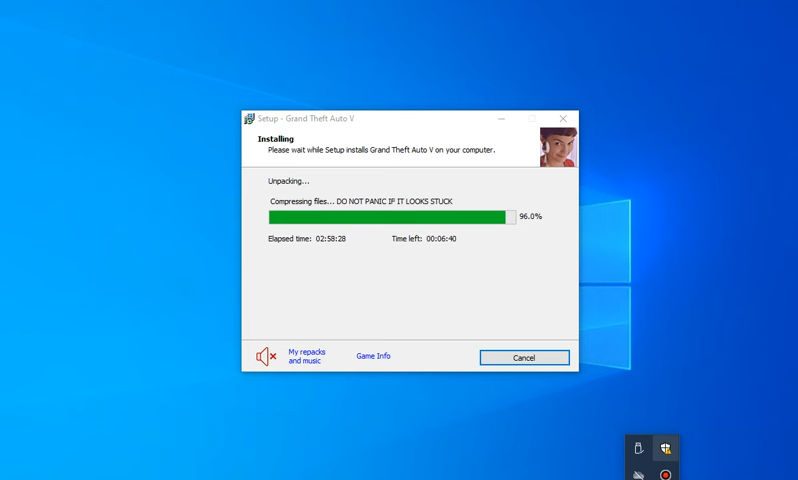 Setup - Grand Theft Auto V
Installing
Please wait while Setup installs Grand Theft Auto V on your computer.
Unpacking...
Compressing files... DO NOT PANIC IF IT LOOKS STUCK
96.0%
Elapsed time: 02:58:28
Time left: 00:06:40
My repacks
and music
Game Info
Cancel